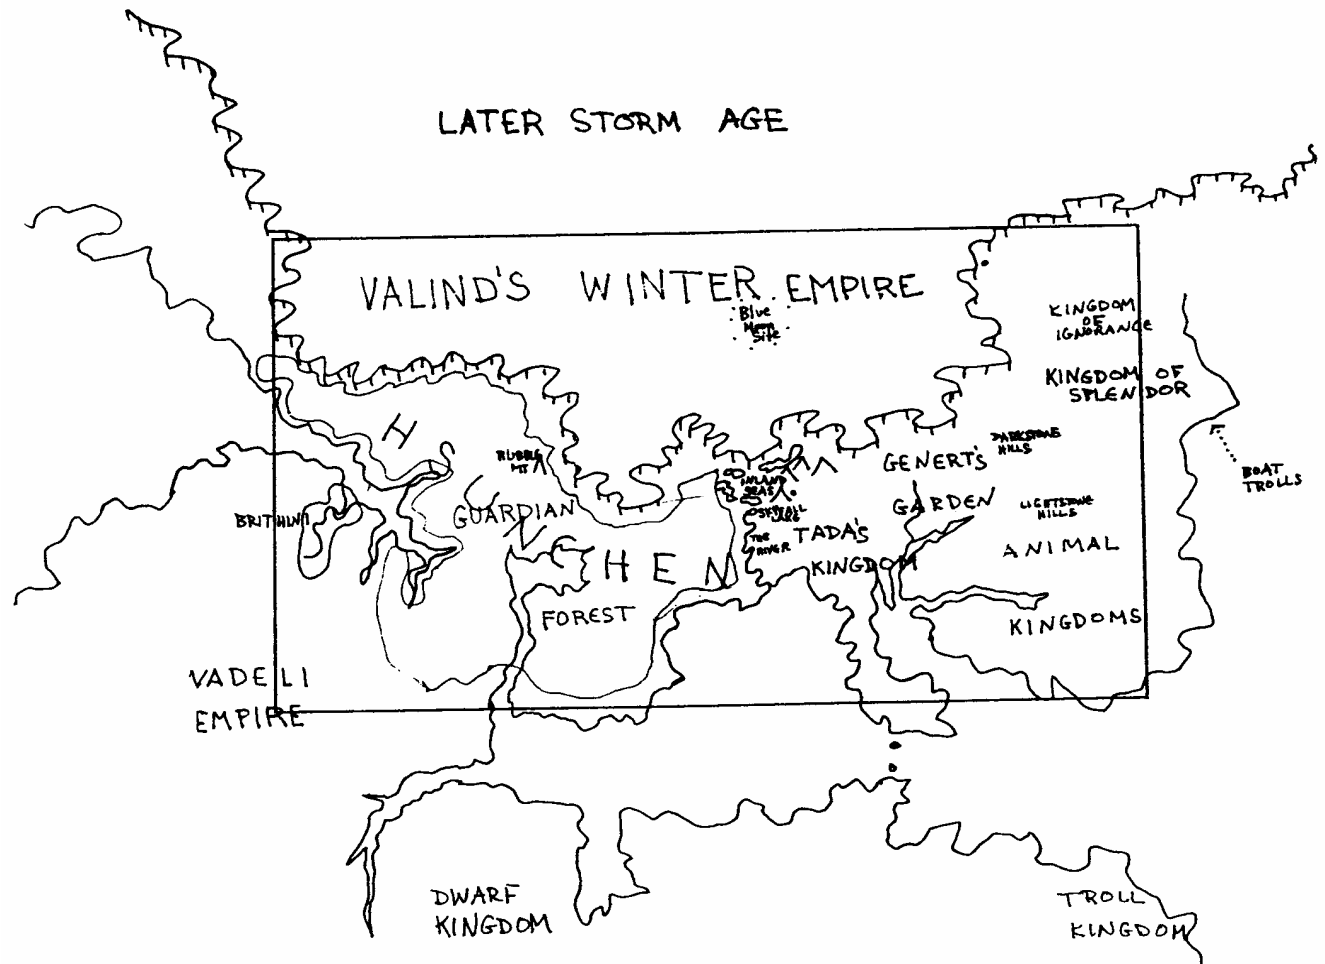 LATER STORM AGE
VALIND'S WINTER EMPIRE
Blue
Moon
Site
KINGDOM
OF
IGNORANCE
KINGDOM OF
SPLENDOR
DARKSTONE
HILLS
BOAT
TROLLS
GENERT'S
GARDEN
LIGHTSTONE
HILLS
ANIMAL
KINGDOMS
INLAND
SEAS
SKYFALL
LAKE
THE
RIVER
TADA'S
KINGDOM
H
RUBBLE
MT
GUARDIAN
BRITHINI
H E N
FOREST
VADELI
EMPIRE
DWARF
KINGDOM
TROLL
KINGDOM